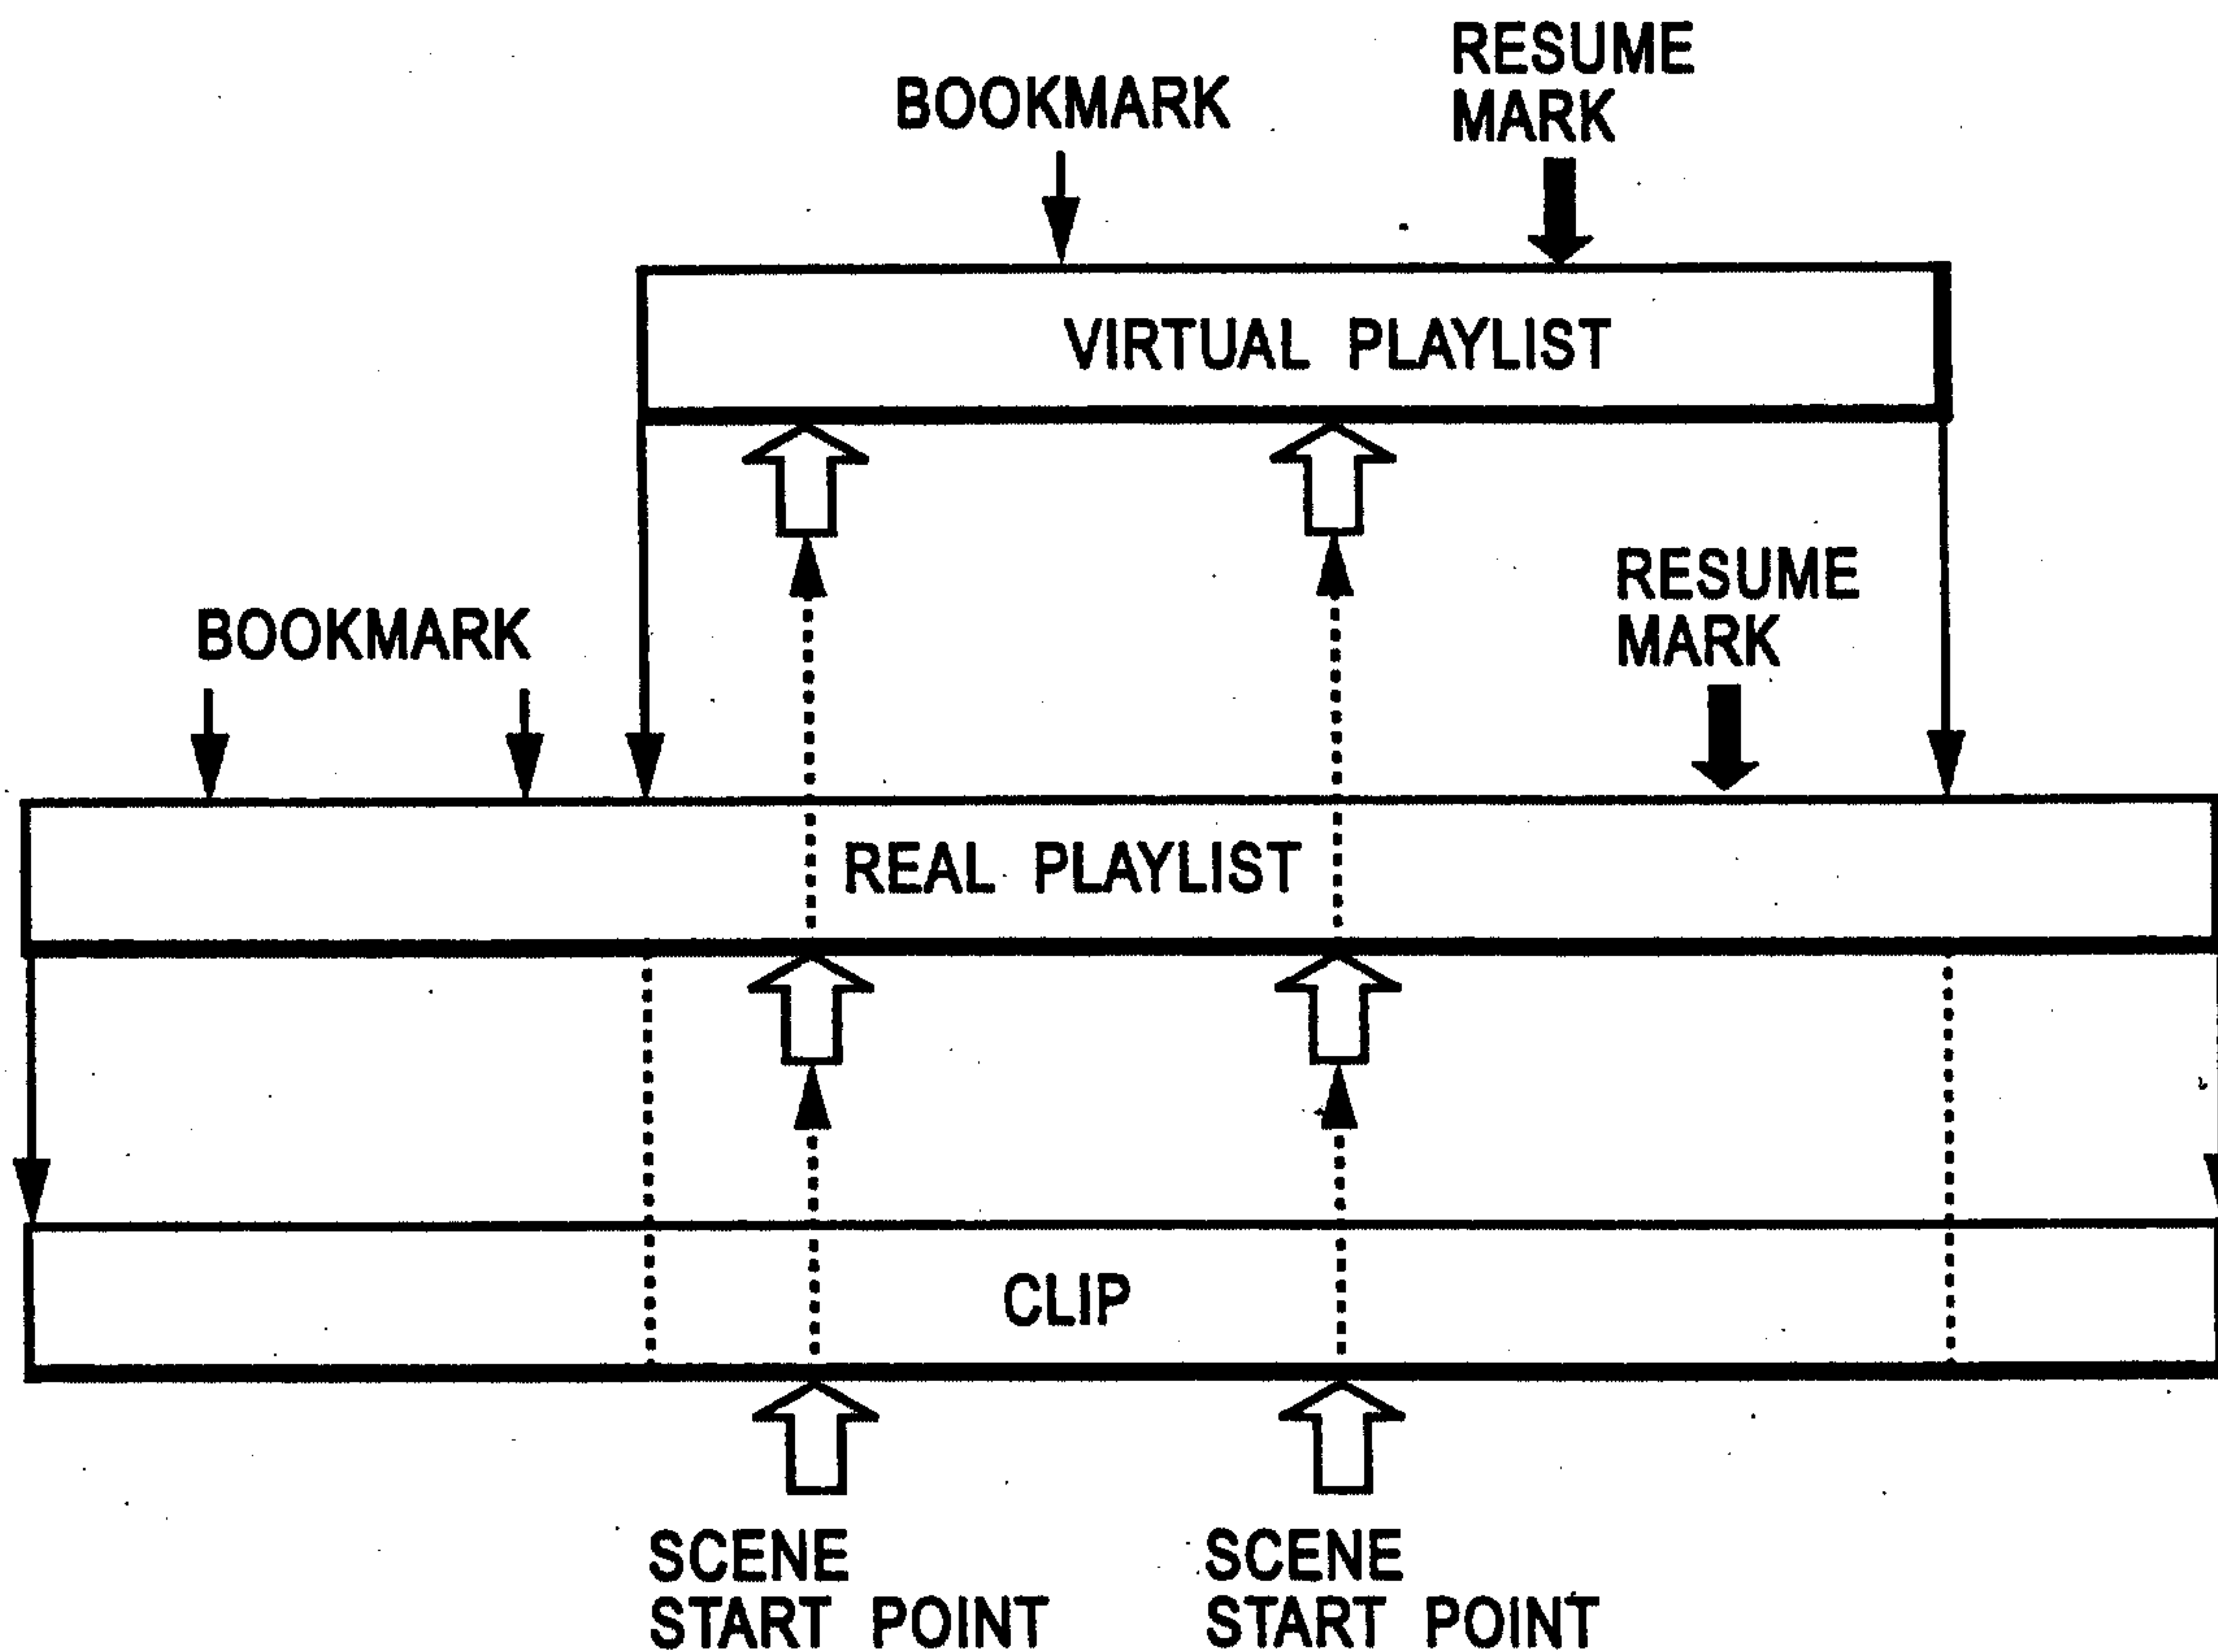 RESUME
MARK
BOOKMARK
VIRTUAL PLAYLIST
RESUME
MARK
BOOKMARK
REAL PLAYLIST
CLIP
SCENE
START POINT
SCENE
START POINT